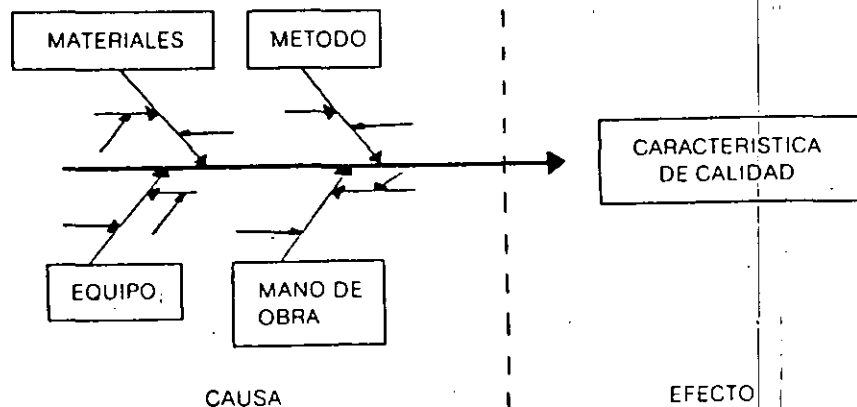 MATERIALES
METODO
CARACTERISTICA
DE CALIDAD
EQUIPO
MANO DE
OBRA
CAUSA
EFECTO